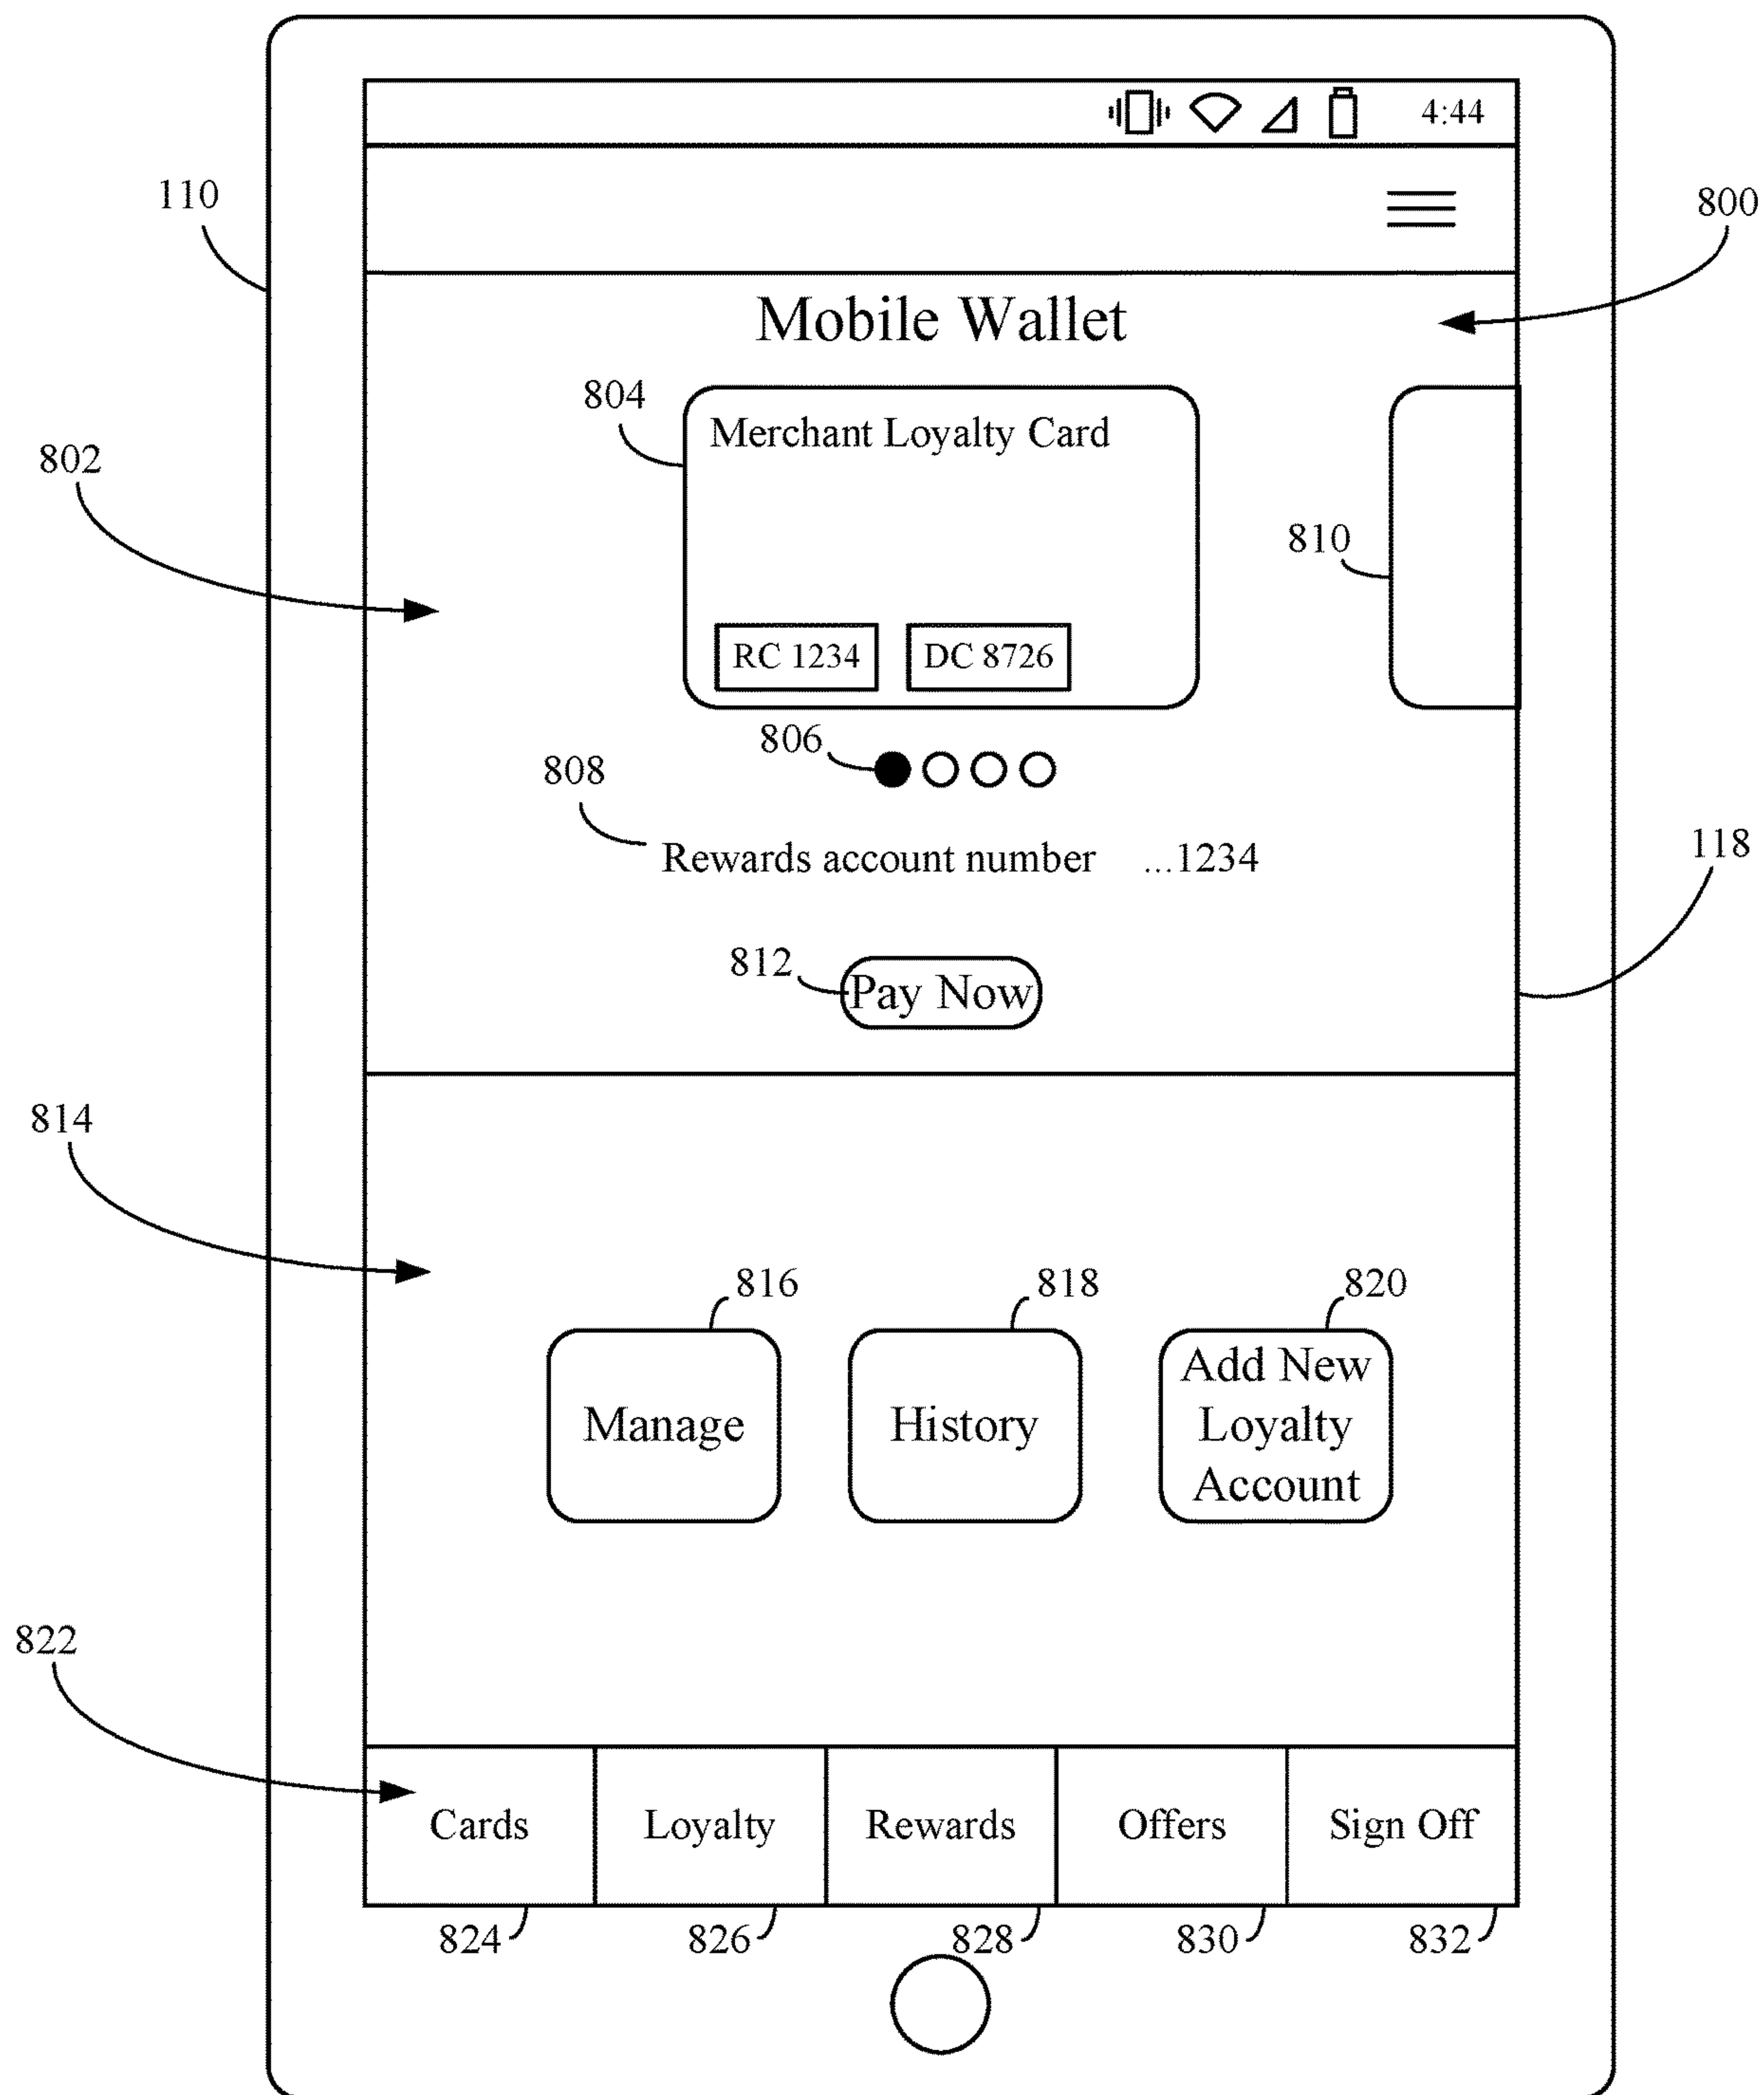 4:44
110
800
Mobile Wallet
804
Merchant Loyalty Card
802
810
RC 1234 DC 8726
806
808
Rewards account number ...1234
118
812
Pay Now
814
816 818 820
Manage
History
Add New
Loyalty
Account
822
Cards Loyalty Rewards Offers Sign Off
824 826 828 830 832